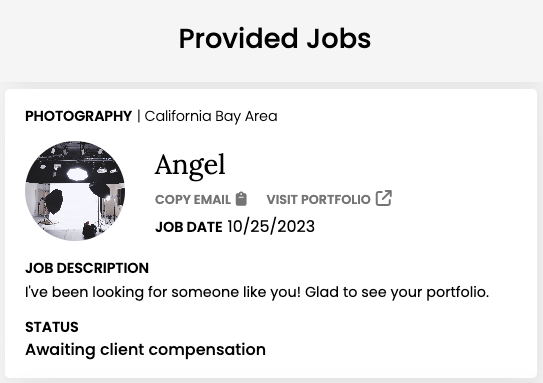 Provided Jobs
PHOTOGRAPHY | California Bay Area
Angel
COPY EMAIL VISIT PORTFOLIO
JOB DATE 10/25/2023
JOB DESCRIPTION
I've been looking for someone like you! Glad to see your portfolio.
STATUS
Awaiting client compensation